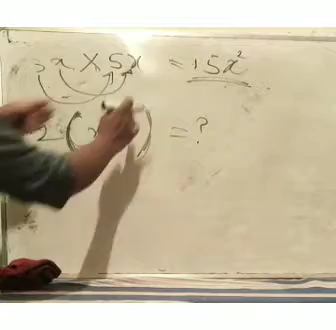 3x X 5x = 15x²
2 ( ) = ?